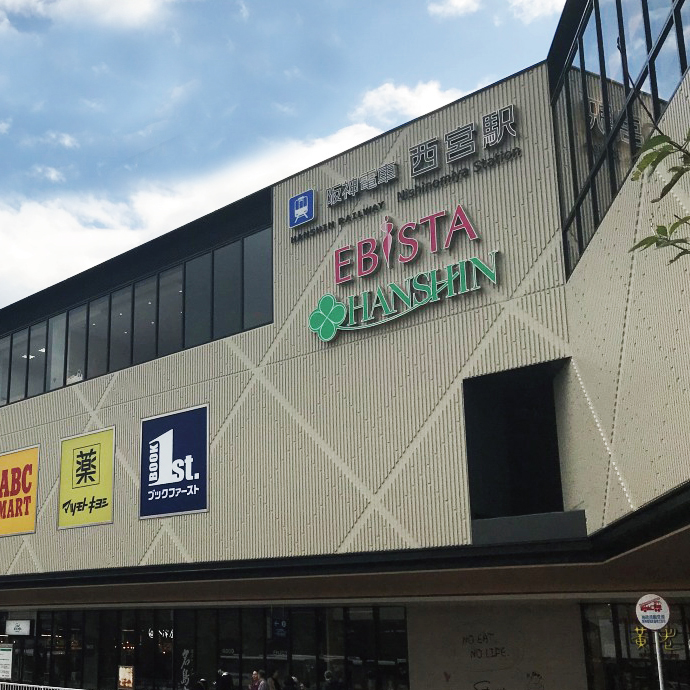 阪神電車 西宮駅
HANSHIN RAILWAY Nishinomiya Station
EBISTA
HANSHIN
ABC
MART
薬
マツモトキヨシ
BOOK
1st.
ブックファースト
NO EAT,
NO LIFE.